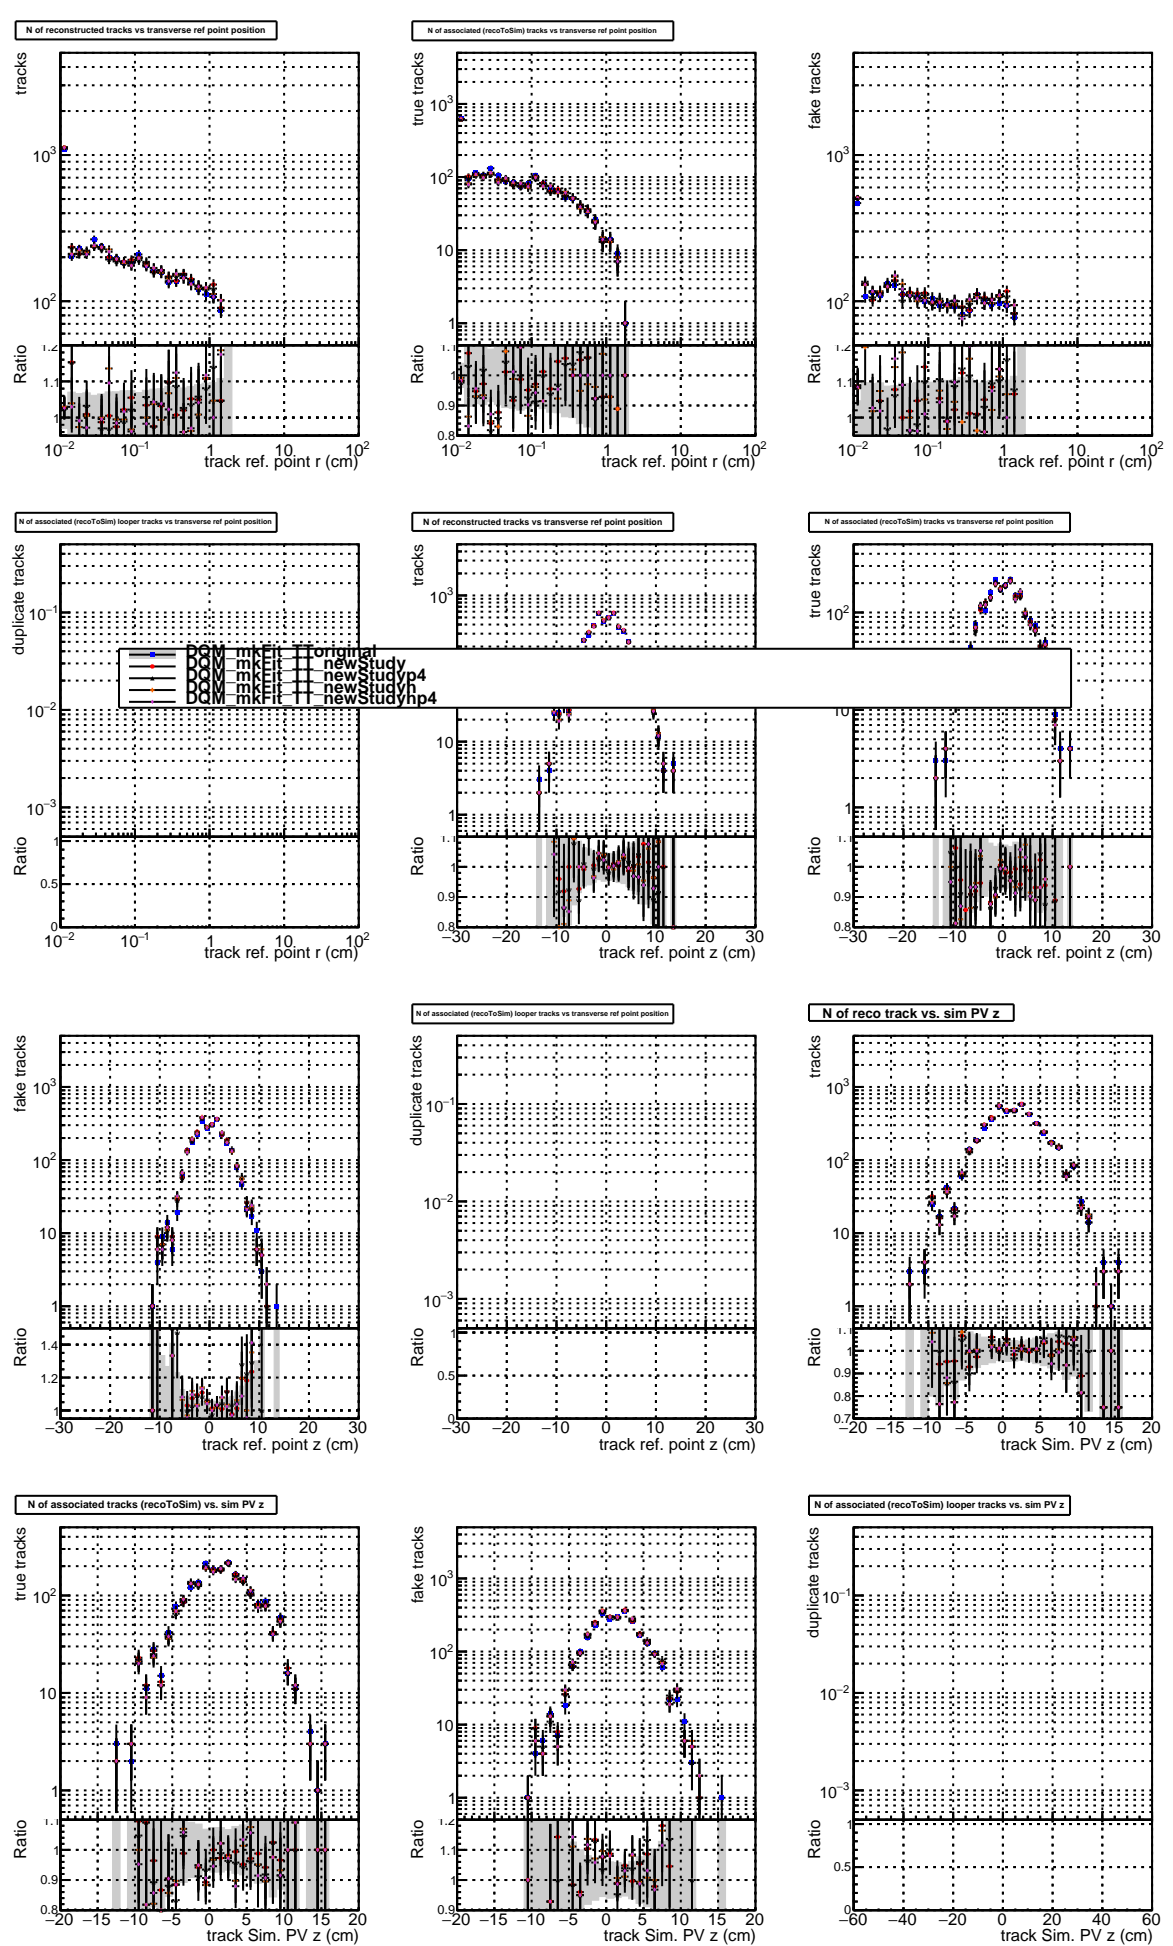 N of reconstructed tracks vs transverse ref point position
tracks
10³
10²
Ratio
1.2
1.1
1
10⁻² 10⁻¹ 1 10 10²
track ref. point r (cm)
N of associated (recoToSim) tracks vs transverse ref point position
true tracks
10³
10²
10
1
Ratio
1.1
1
0.9
0.8
10⁻² 10⁻¹ 1 10 10²
track ref. point r (cm)
fake tracks
10³
10²
Ratio
1.2
1.1
1
10⁻² 10⁻¹ 1 10 10²
track ref. point r (cm)
N of associated (recoToSim) looper tracks vs transverse ref point position
duplicate tracks
10⁻¹
10⁻²
10⁻³
Ratio
1
0.5
0
10⁻² 10⁻¹ 1 10 10²
track ref. point r (cm)
N of reconstructed tracks vs transverse ref point position
tracks
10³
10
1
Ratio
1.1
1
0.9
0.8
−30 −20 −10 0 10 20 30
track ref. point z (cm)
N of associated (recoToSim) tracks vs transverse ref point position
true tracks
10²
10
1
Ratio
1.1
1
0.9
0.8
−30 −20 −10 0 10 20 30
track ref. point z (cm)
DQM_mkFit_TToriginal
DQM_mkFit_TT_newStudy
DQM_mkFit_TT_newStudyp4
DQM_mkFit_TT_newStudyh
DQM_mkFit_TT_newStudyhp4
fake tracks
10³
10²
10
1
Ratio
1.4
1.2
1
−30 −20 −10 0 10 20 30
track ref. point z (cm)
N of associated (recoToSim) looper tracks vs transverse ref point position
duplicate tracks
10⁻¹
10⁻²
10⁻³
Ratio
1
0.5
0
−30 −20 −10 0 10 20 30
track ref. point z (cm)
N of reco track vs. sim PV z
tracks
10³
10²
10
1
Ratio
1.1
1
0.9
0.8
0.7
−20 −15 −10 −5 0 5 10 15 20
track Sim. PV z (cm)
N of associated tracks (recoToSim) vs. sim PV z
true tracks
10²
10
1
Ratio
1.1
1
0.9
0.8
−20 −15 −10 −5 0 5 10 15 20
track Sim. PV z (cm)
fake tracks
10³
10²
10
1
Ratio
1.2
1.1
1
0.9
−20 −15 −10 −5 0 5 10 15 20
track Sim. PV z (cm)
N of associated (recoToSim) looper tracks vs. sim PV z
duplicate tracks
10⁻¹
10⁻²
10⁻³
Ratio
1
0.5
0
−60 −40 −20 0 20 40 60
track Sim. PV z (cm)